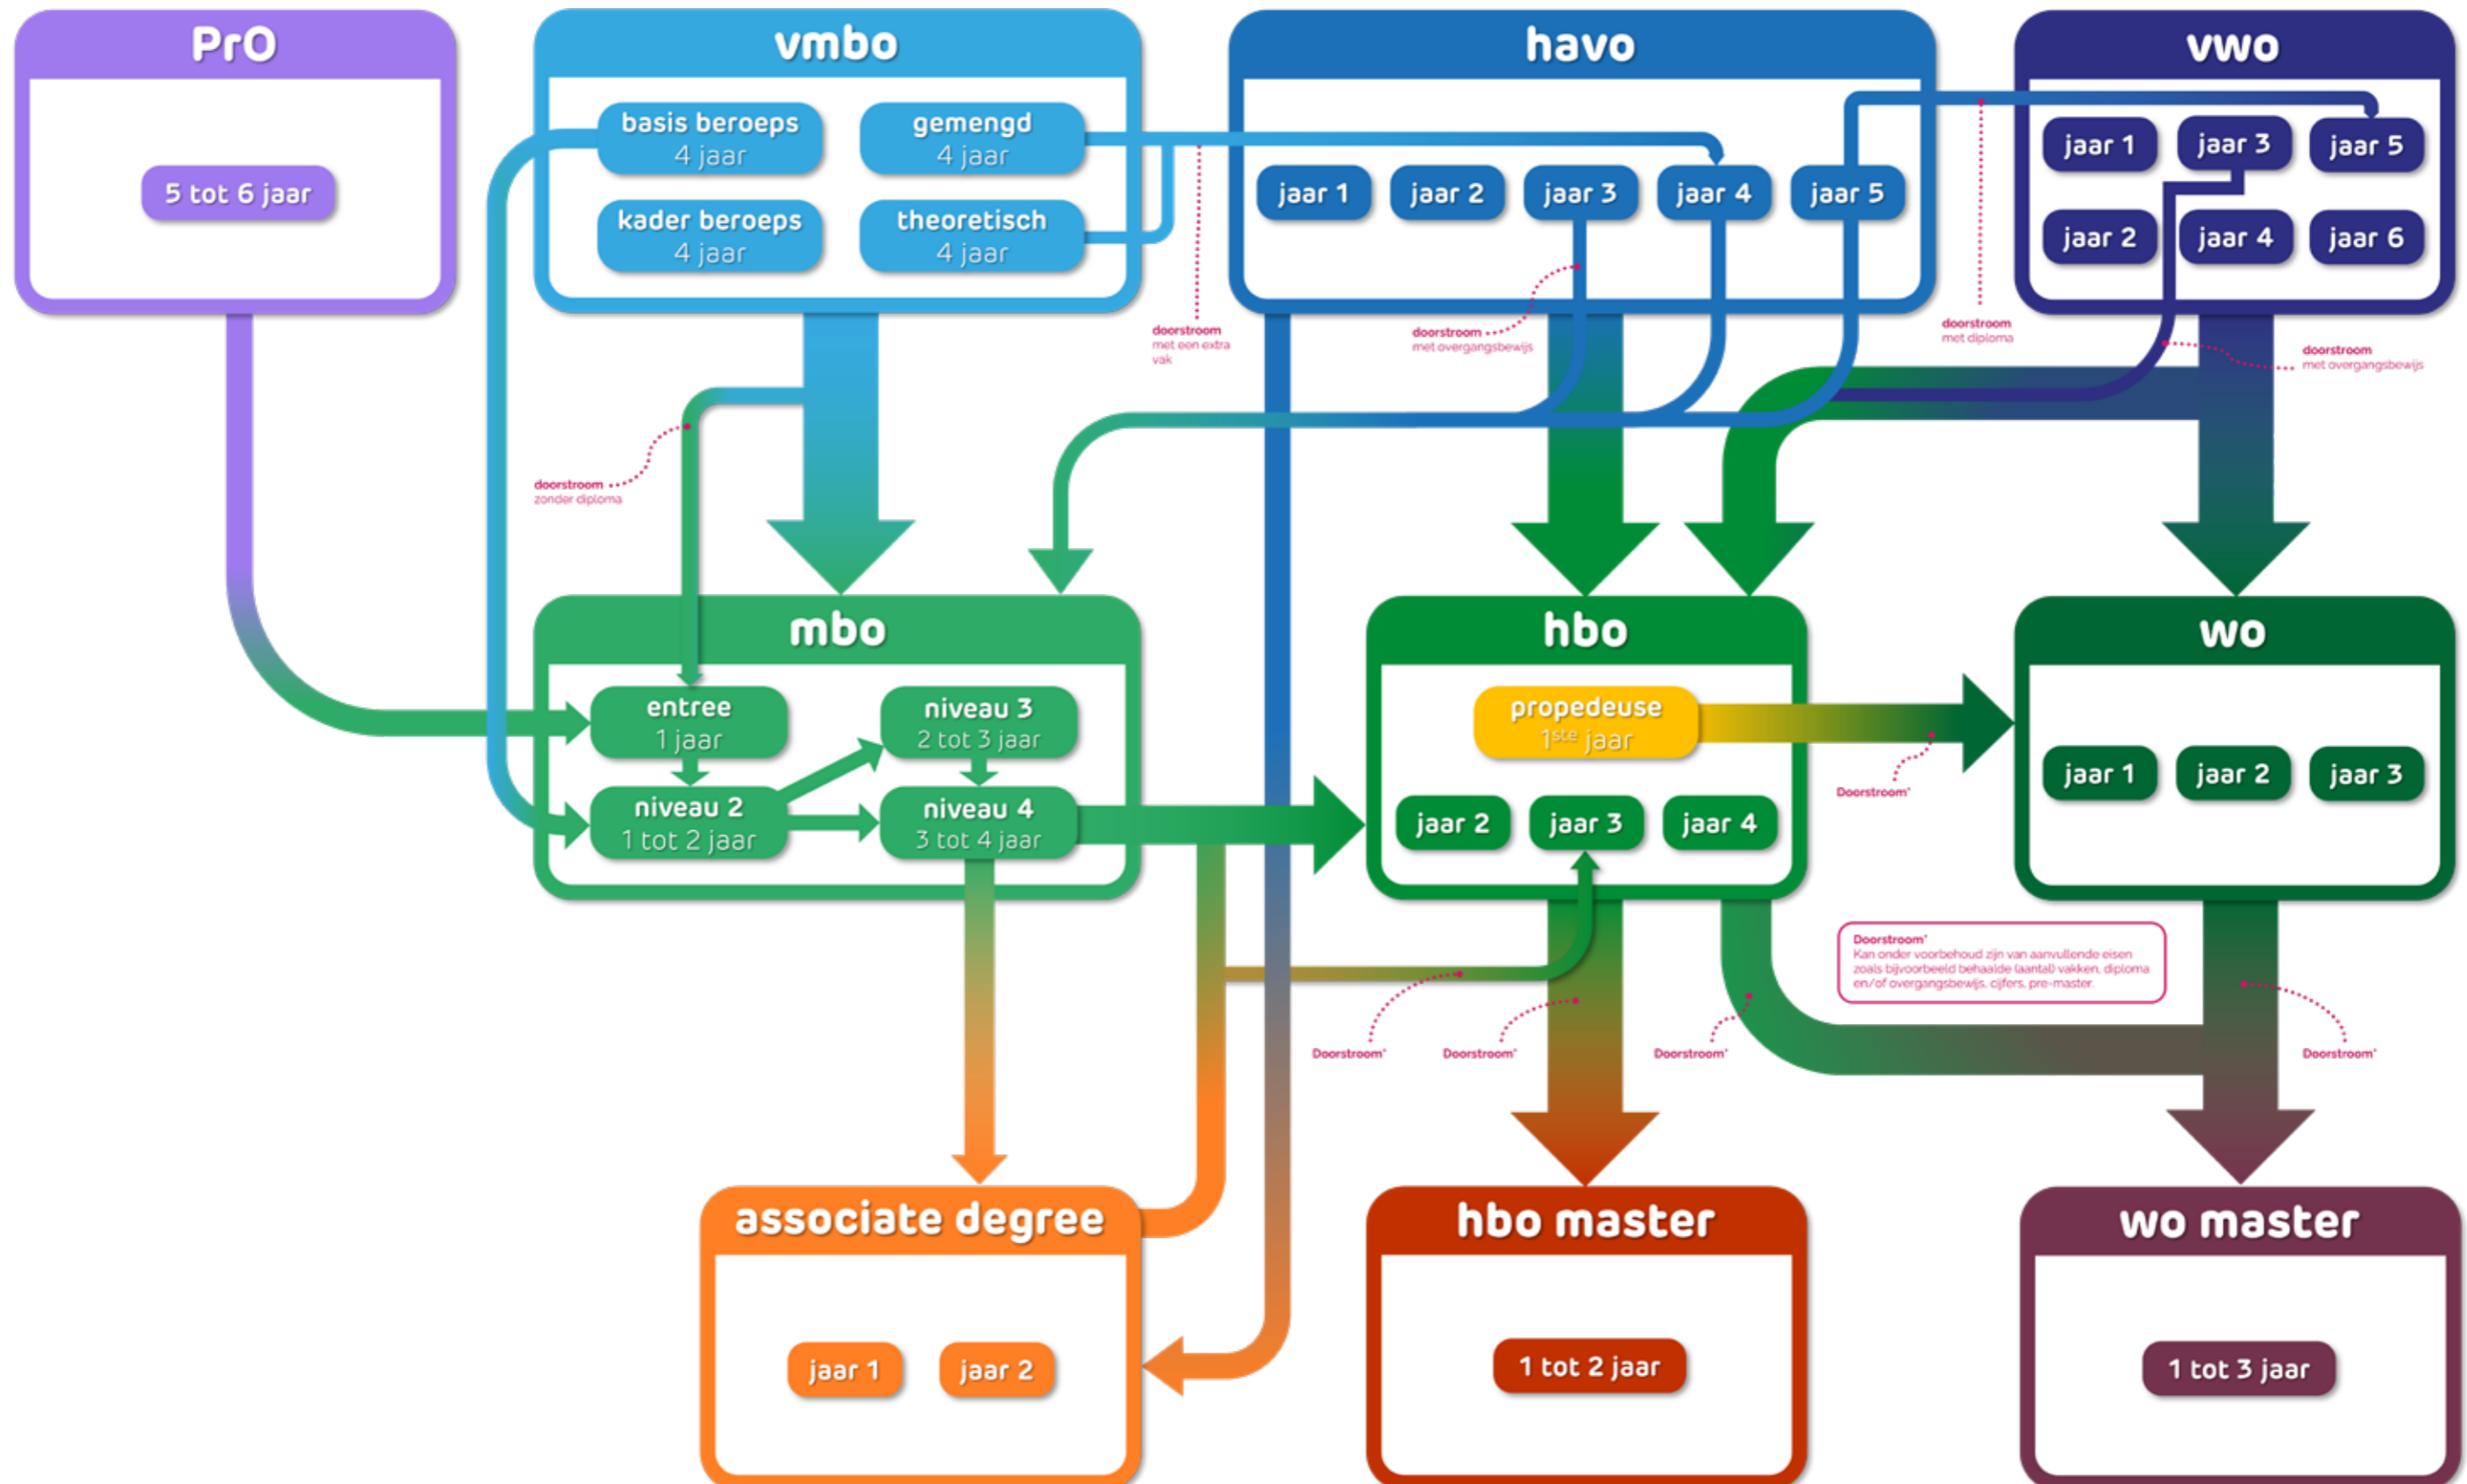 PrO
5 tot 6 jaar
vmbo
basis beroeps
4 jaar
gemengd
4 jaar
kader beroeps
4 jaar
theoretisch
4 jaar
havo
jaar 1
jaar 2
jaar 3
jaar 4
jaar 5
vwo
jaar 1
jaar 3
jaar 5
jaar 2
jaar 4
jaar 6
doorstroom
met een extra
vak
doorstroom
met overgangsbewijs
doorstroom
met diploma
doorstroom
met overgangsbewijs
doorstroom
zonder diploma
mbo
entree
1 jaar
niveau 3
2 tot 3 jaar
niveau 2
1 tot 2 jaar
niveau 4
3 tot 4 jaar
hbo
propedeuse
1ste jaar
jaar 2
jaar 3
jaar 4
Doorstroom*
wo
jaar 1
jaar 2
jaar 3
Doorstroom*
Kan onder voorbehoud zijn van aanvullende eisen
zoals bijvoorbeeld behaalde (aantal) vakken, diploma
en/of overgangsbewijs, cijfers, pre-master.
Doorstroom*
Doorstroom*
Doorstroom*
Doorstroom*
associate degree
jaar 1
jaar 2
hbo master
1 tot 2 jaar
wo master
1 tot 3 jaar